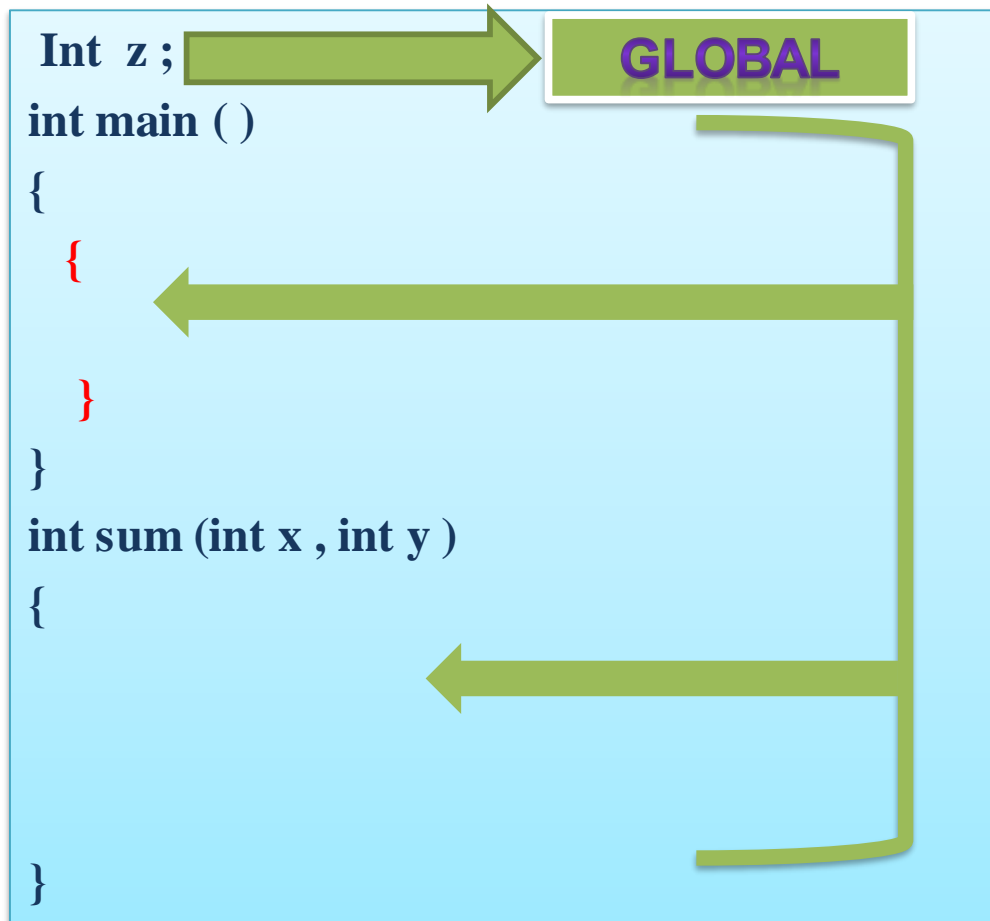 Int z ; GLOBAL
int main ( )
{
{
}
}
int sum (int x , int y )
{
}